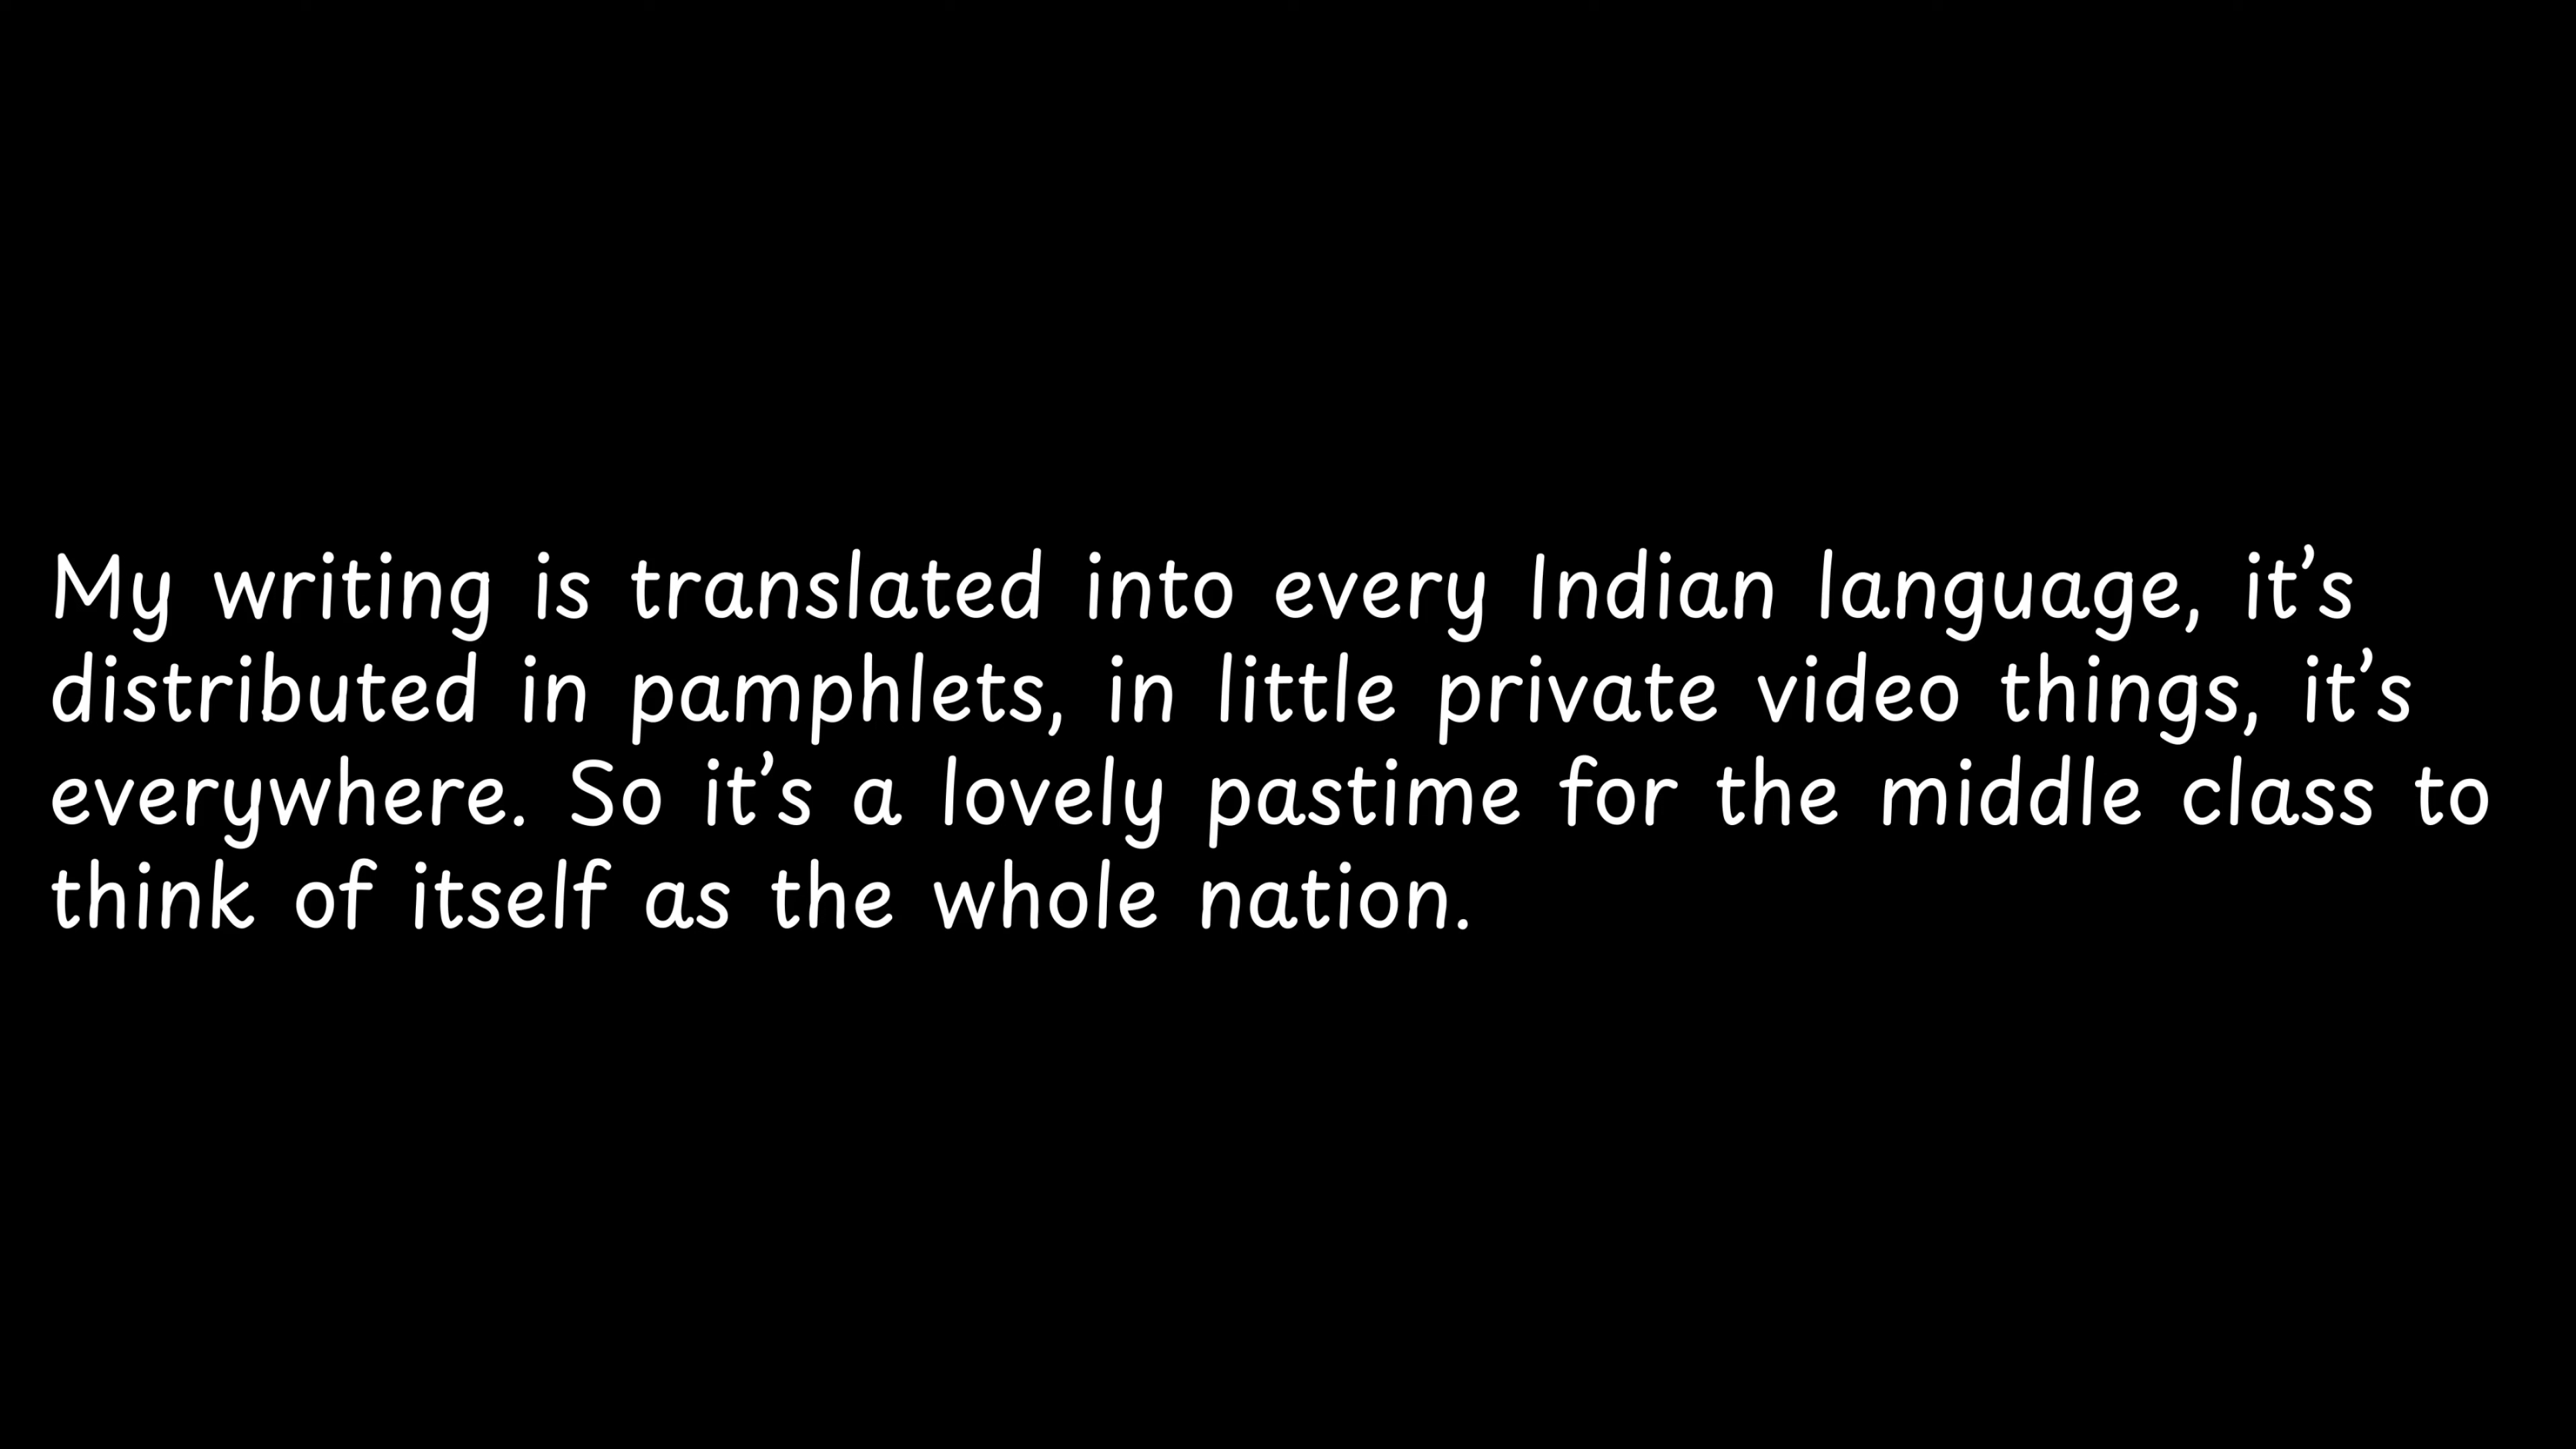 My writing is translated into every Indian language, it’s
distributed in pamphlets, in little private video things, it’s
everywhere. So it’s a lovely pastime for the middle class to
think of itself as the whole nation.